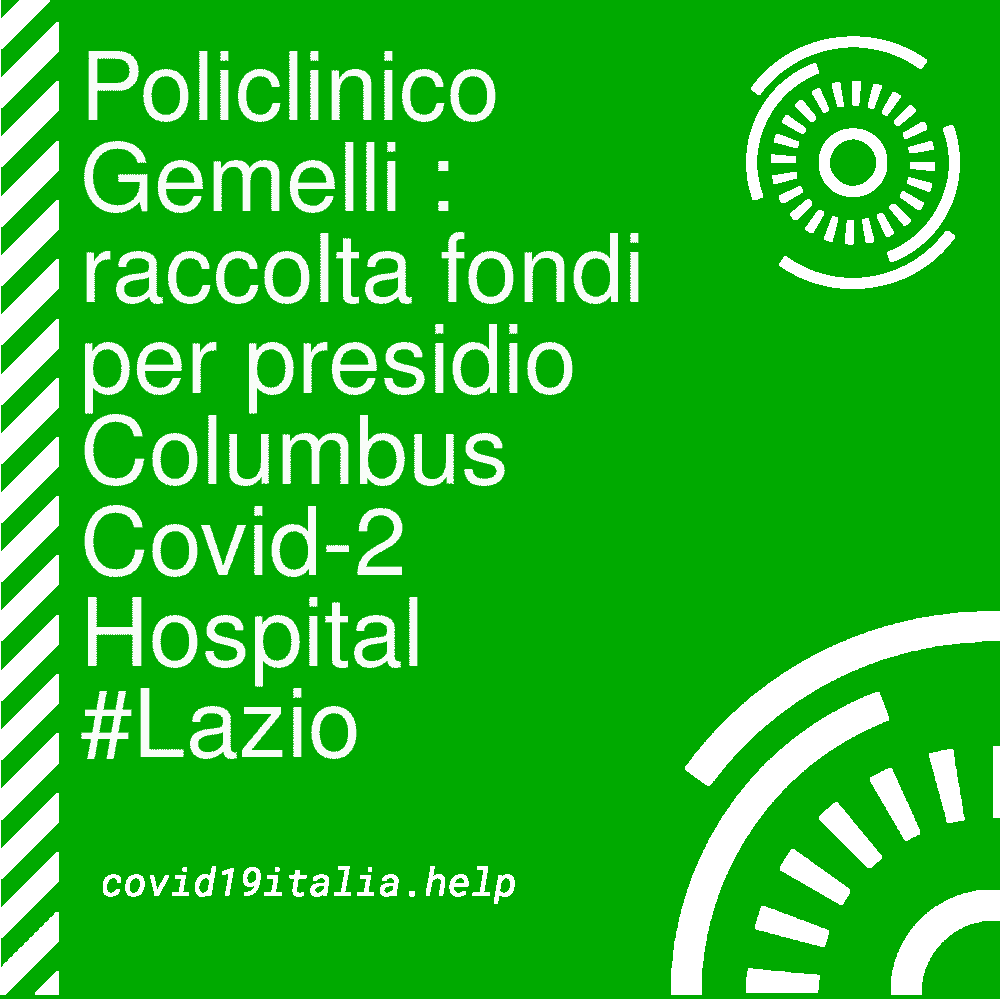 Policlinico
Gemelli :
raccolta fondi
per presidio
Columbus
Covid-2
Hospital
#Lazio
covid19italia.help